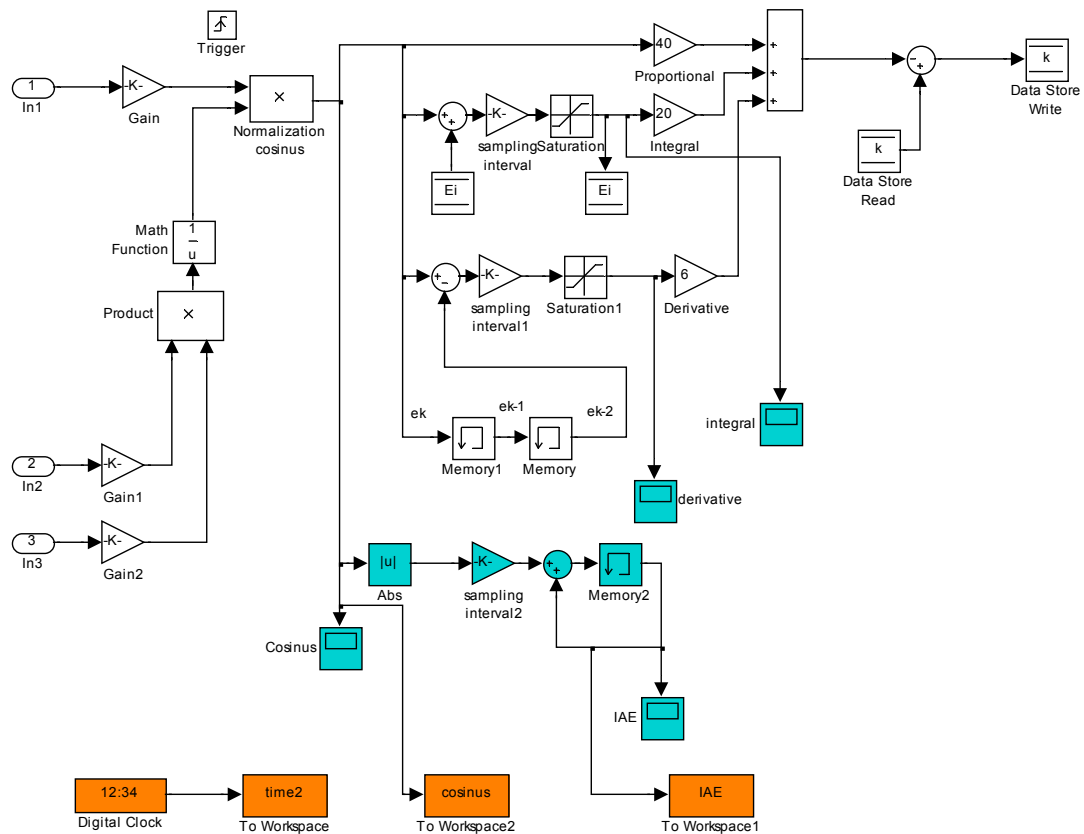 Trigger
1
In1
-K-
Gain
×
Normalization
cosinus
40
Proportional
+
+
+
-
+
k
Data Store
Write
+
+
-K-
sampling
interval
Saturation
20
Integral
k
Data Store
Read
Ei
Ei
Math
Function
1
u
Product
×
+
-
-K-
sampling
interval1
Saturation1
6
Derivative
ek
ek-1
ek-2
Memory1
Memory
integral
2
In2
-K-
Gain1
derivative
3
In3
-K-
Gain2
|u|
Abs
-K-
sampling
interval2
+
+
Memory2
Cosinus
IAE
12:34
Digital Clock
time2
To Workspace
cosinus
To Workspace2
IAE
To Workspace1